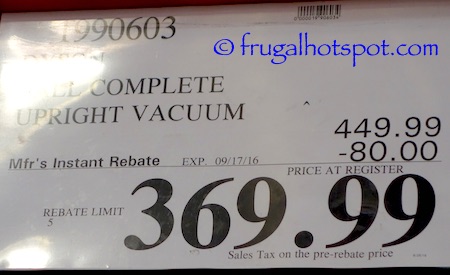 1990603
© frugalhotspot.com
COMPLETE
UPRIGHT VACUUM
449.99
-80.00
Mfr's Instant Rebate EXP. 09/17/16
PRICE AT REGISTER
REBATE LIMIT
$
369.99
Sales Tax on the pre-rebate price